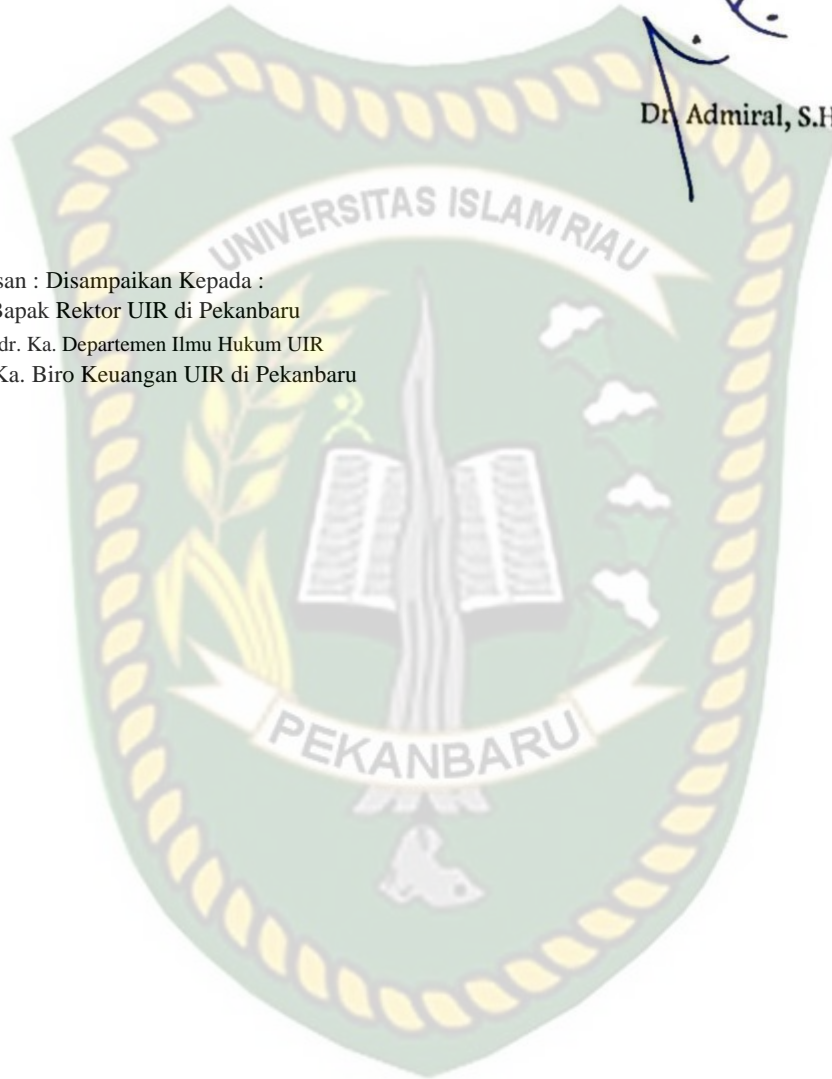 Dr. Admiral, S.H
UNIVERSITAS ISLAM RIAU
san : Disampaikan Kepada :
Bapak Rektor UIR di Pekanbaru
dr. Ka. Departemen Ilmu Hukum UIR
Ka. Biro Keuangan UIR di Pekanbaru
PEKANBARU